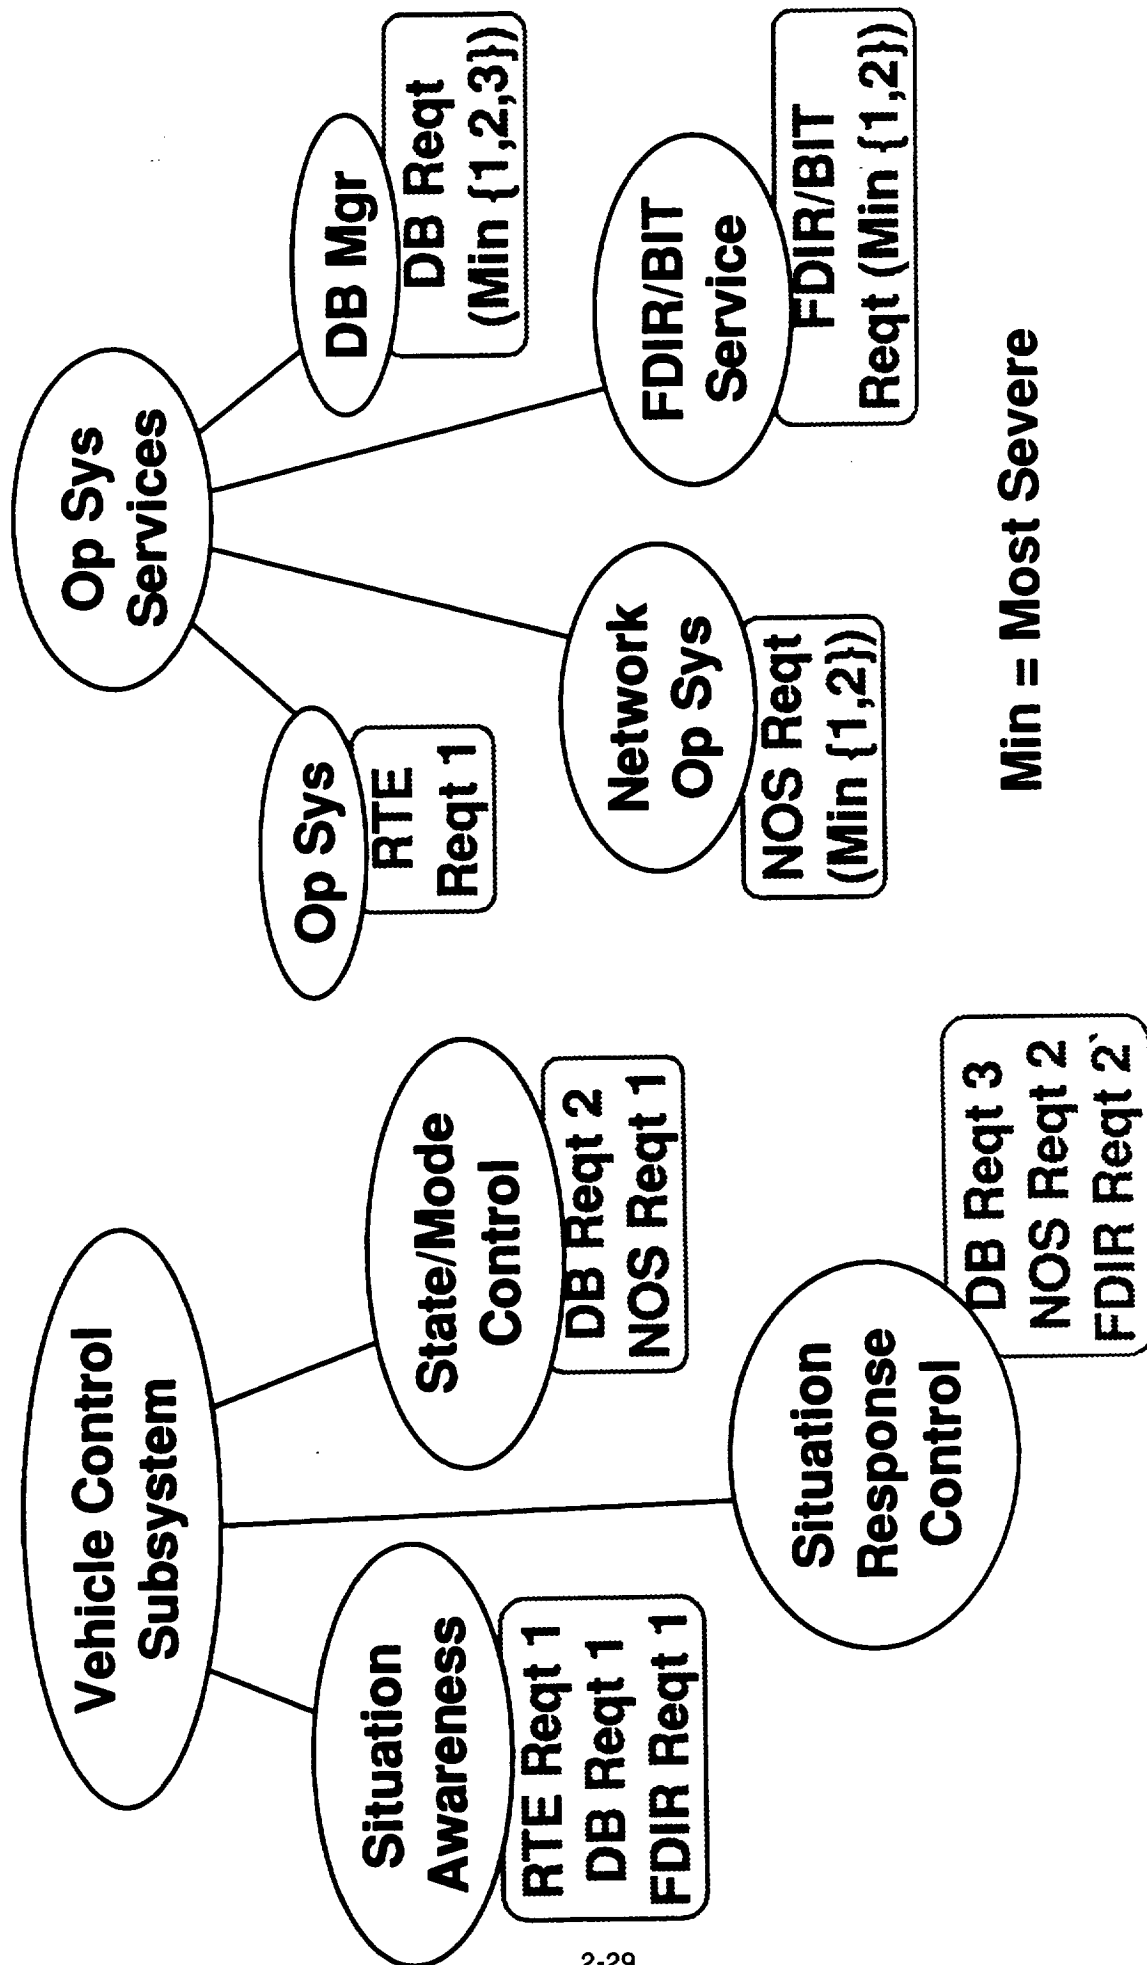 Vehicle Control
Subsystem
Situation
Awareness
RTE Reqt 1
DB Reqt 1
FDIR Reqt 1
State/Mode
Control
DB Reqt 2
NOS Reqt 1
Situation
Response
Control
DB Reqt 3
NOS Reqt 2
FDIR Reqt 2
Op Sys
Services
Op Sys
RTE
Reqt 1
Network
Op Sys
NOS Reqt
(Min {1,2})
DB Mgr
DB Reqt
(Min {1,2,3})
FDIR/BIT
Service
FDIR/BIT
Reqt (Min {1,2})
Min = Most Severe
2-29